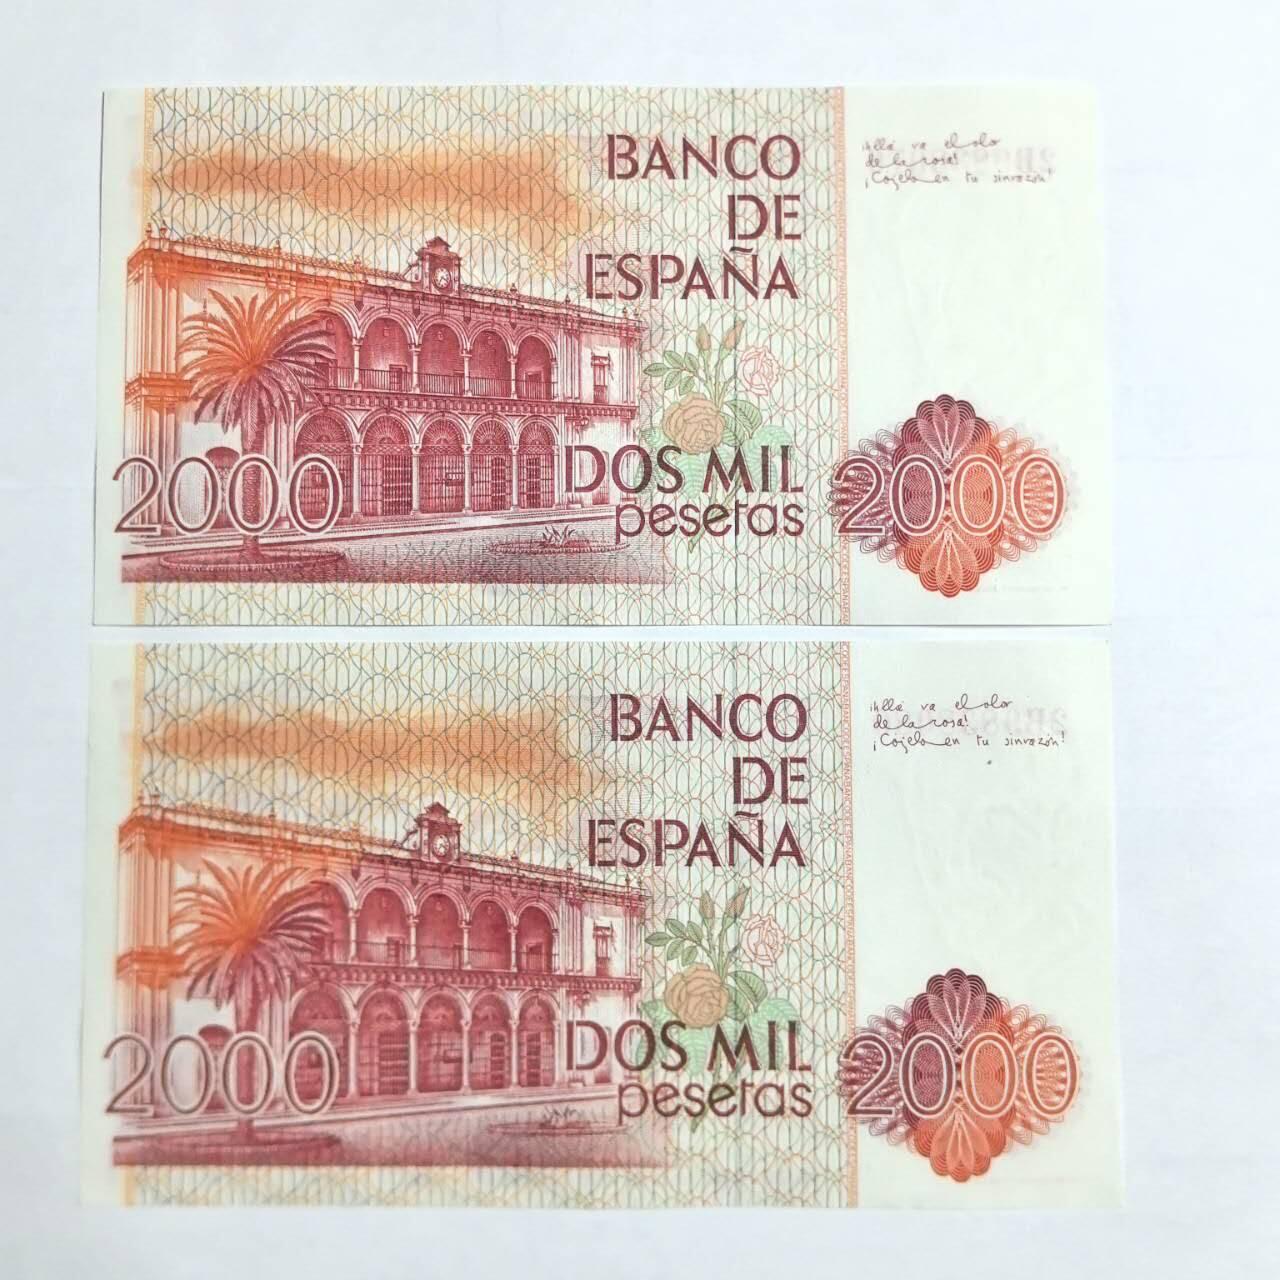 BANCO
DE
ESPAÑA
¡Allá va el olor
de la rosa!
¡Cójelo en tu sinrazón!
2000
DOS MIL
pesetas
2000
BANCO
DE
ESPAÑA
¡Allá va el olor
de la rosa!
¡Cójelo en tu sinrazón!
2000
DOS MIL
pesetas
2000